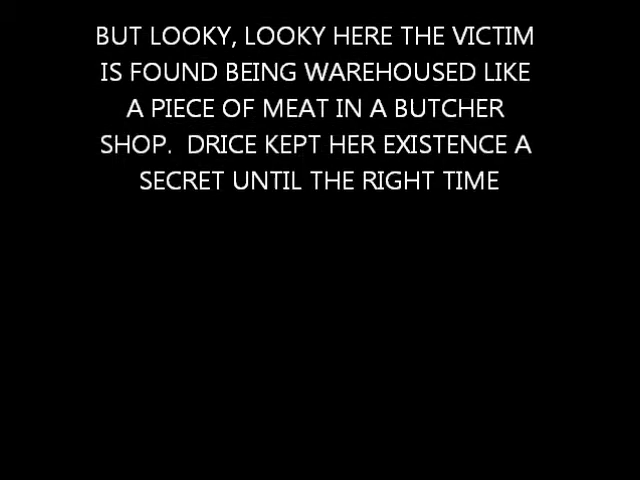 BUT LOOKY, LOOKY HERE THE VICTIM
IS FOUND BEING WAREHOUSED LIKE
A PIECE OF MEAT IN A BUTCHER
SHOP.  DRICE KEPT HER EXISTENCE A
SECRET UNTIL THE RIGHT TIME